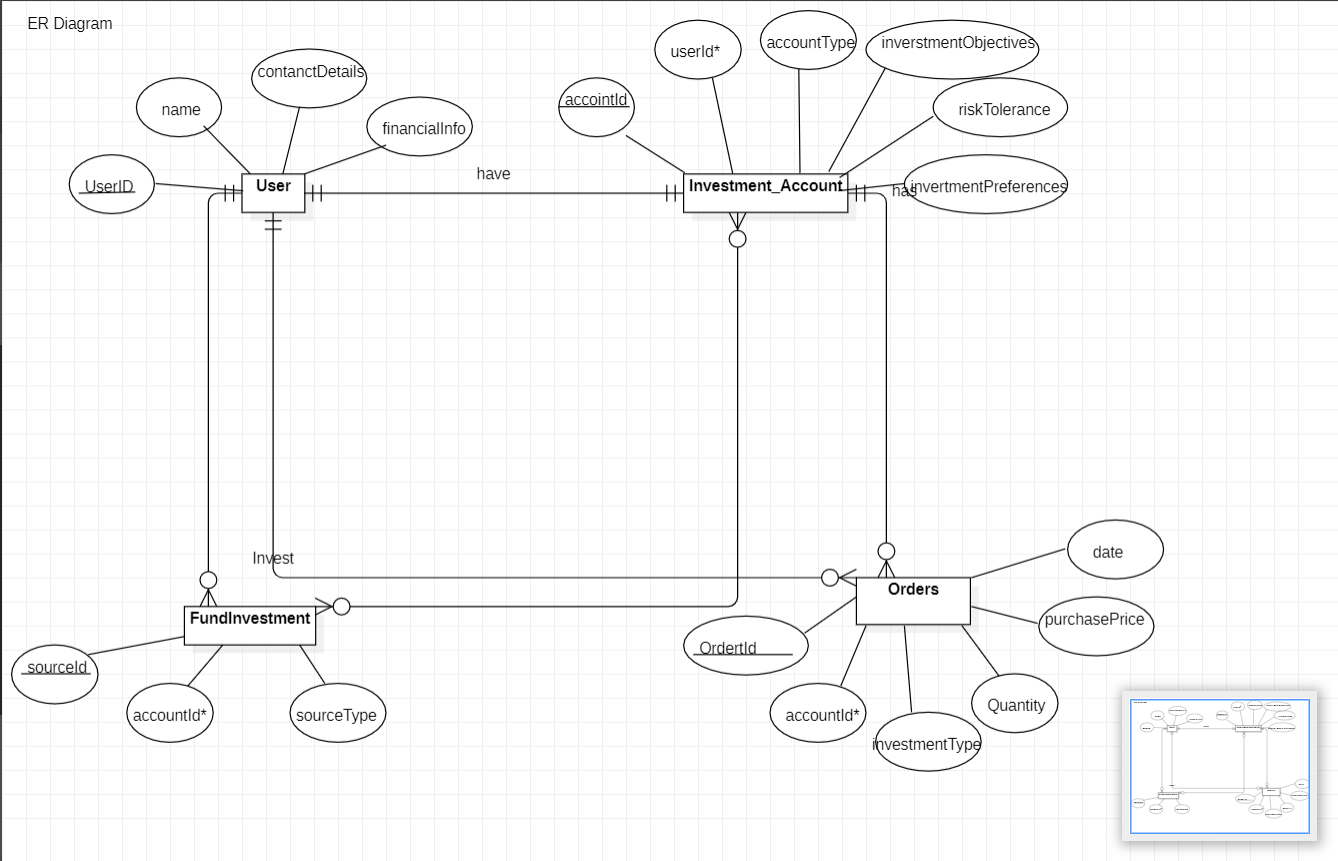 ER Diagram
userId*
accountType
inverstmentObjectives
contanctDetails
accointId
name
riskTolerance
financialInfo
have
UserID
User
Investment_Account
has
invertmentPreferences
Invest
date
Orders
FundInvestment
purchasePrice
OrdertId
sourceId
accountId*
sourceType
accountId*
Quantity
investmentType